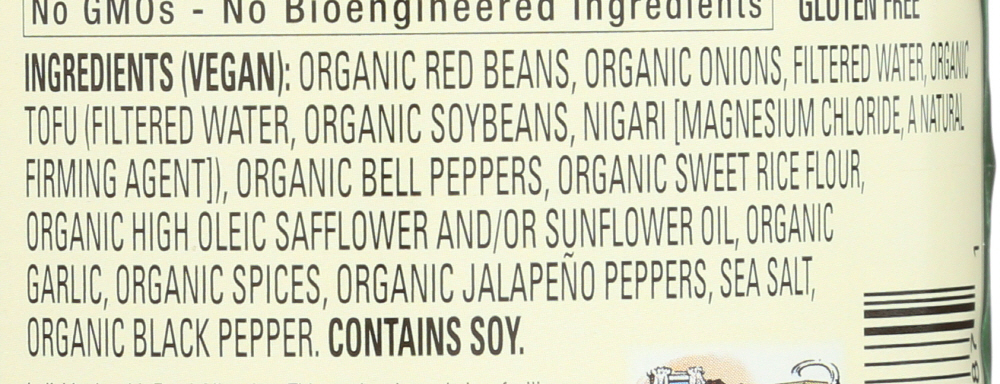 No GMOs - No Bioengineered Ingredients GLUTEN FREE
INGREDIENTS (VEGAN): ORGANIC RED BEANS, ORGANIC ONIONS, FILTERED WATER, ORGANIC
TOFU (FILTERED WATER, ORGANIC SOYBEANS, NIGARI [MAGNESIUM CHLORIDE, A NATURAL
FIRMING AGENT]), ORGANIC BELL PEPPERS, ORGANIC SWEET RICE FLOUR,
ORGANIC HIGH OLEIC SAFFLOWER AND/OR SUNFLOWER OIL, ORGANIC
GARLIC, ORGANIC SPICES, ORGANIC JALAPEÑO PEPPERS, SEA SALT,
ORGANIC BLACK PEPPER. CONTAINS SOY.